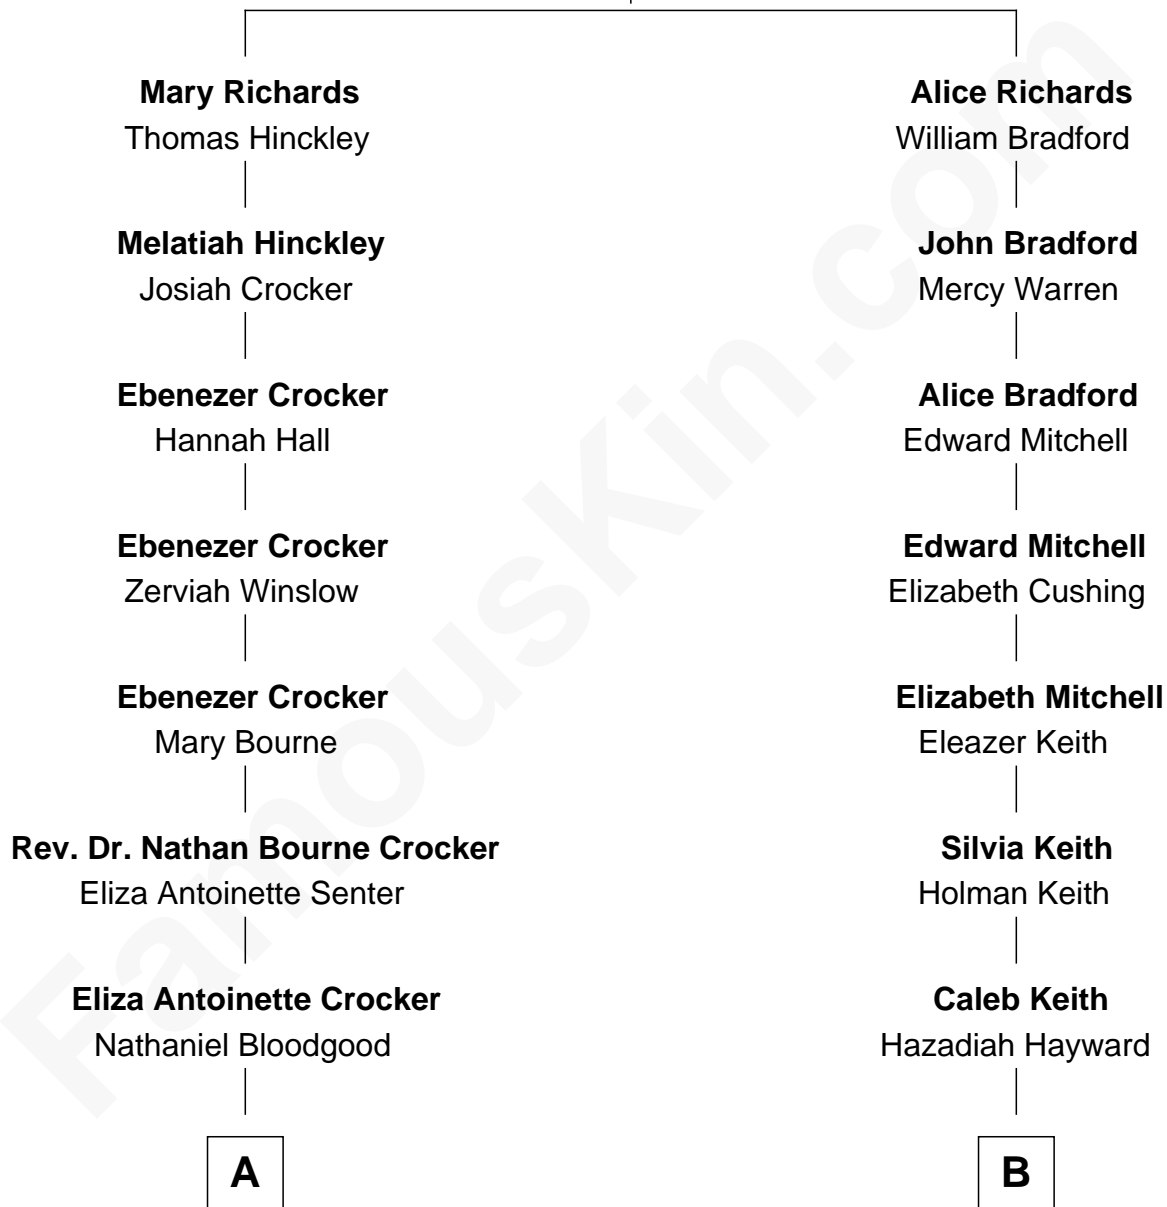 Mary Richards
Thomas Hinckley
Melatiah Hinckley
Josiah Crocker
Ebenezer Crocker
Hannah Hall
Ebenezer Crocker
Zerviah Winslow
Ebenezer Crocker
Mary Bourne
Rev. Dr. Nathan Bourne Crocker
Eliza Antoinette Senter
Eliza Antoinette Crocker
Nathaniel Bloodgood
A
Alice Richards
William Bradford
John Bradford
Mercy Warren
Alice Bradford
Edward Mitchell
Edward Mitchell
Elizabeth Cushing
Elizabeth Mitchell
Eleazer Keith
Silvia Keith
Holman Keith
Caleb Keith
Hazadiah Hayward
B
FamousKin.com